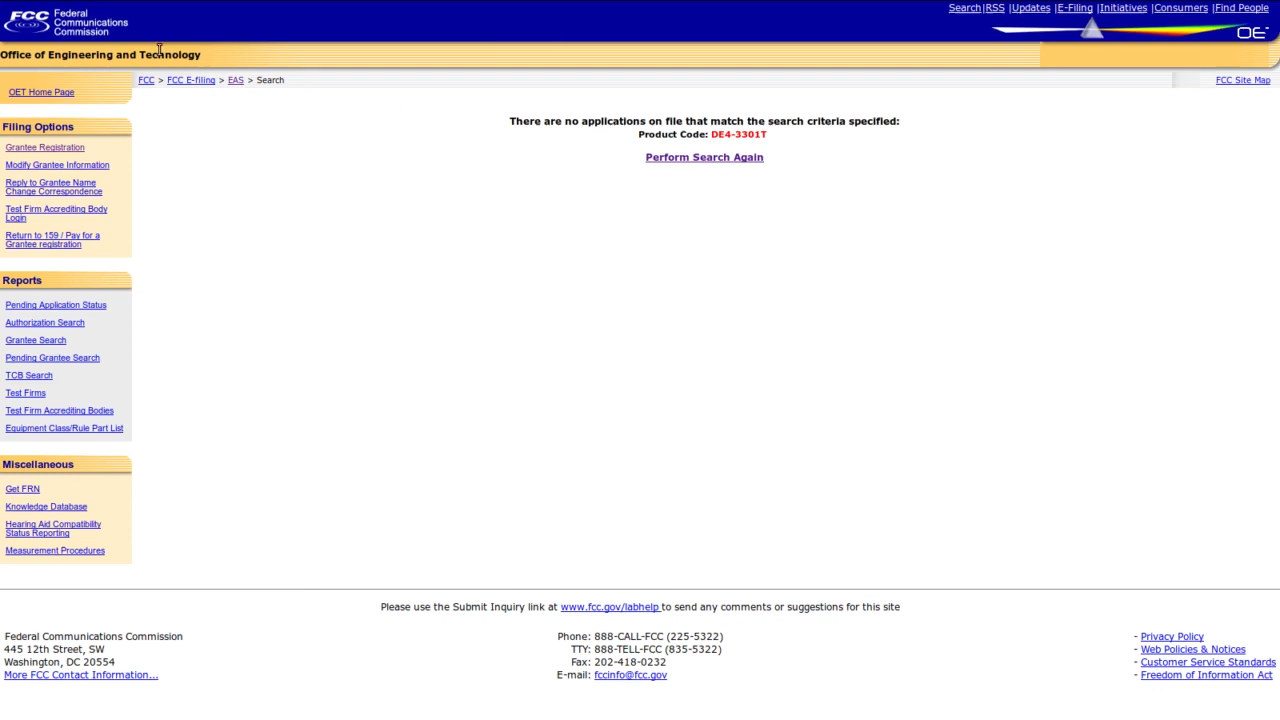 FCC Federal
Communications
Commission
Search|RSS |Updates |E-Filing |Initiatives |Consumers |Find People
OE
Office of Engineering and Technology
FCC > FCC E-filing > EAS > Search
FCC Site Map
OET Home Page
Filing Options
Grantee Registration
Modify Grantee Information
Reply to Grantee Name
Change Correspondence
Test Firm Accrediting Body
Login
Return to 159 / Pay for a
Grantee registration
Reports
Pending Application Status
Authorization Search
Grantee Search
Pending Grantee Search
TCB Search
Test Firms
Test Firm Accrediting Bodies
Equipment Class/Rule Part List
Miscellaneous
Get FRN
Knowledge Database
Hearing Aid Compatibility
Status Reporting
Measurement Procedures
There are no applications on file that match the search criteria specified:
Product Code: DE4-3301T
Perform Search Again
Please use the Submit Inquiry link at www.fcc.gov/labhelp to send any comments or suggestions for this site
Federal Communications Commission
445 12th Street, SW
Washington, DC 20554
More FCC Contact Information...
Phone: 888-CALL-FCC (225-5322)
TTY: 888-TELL-FCC (835-5322)
Fax: 202-418-0232
E-mail: fccinfo@fcc.gov
- Privacy Policy
- Web Policies & Notices
- Customer Service Standards
- Freedom of Information Act